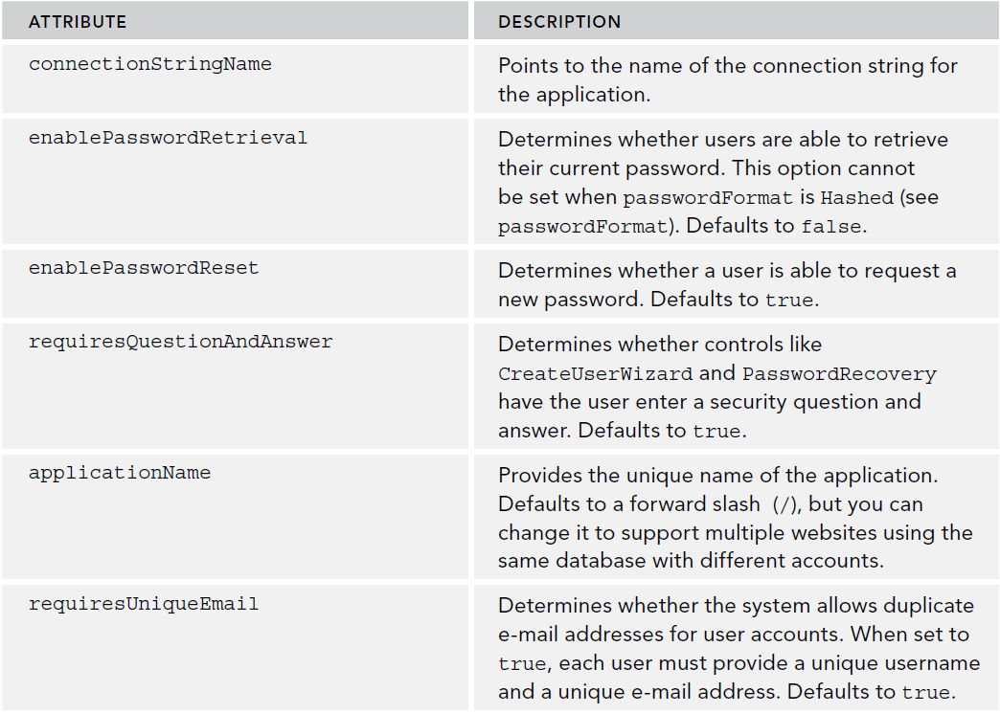 ATTRIBUTE DESCRIPTION
connectionStringName Points to the name of the connection string for
the application.
enablePasswordRetrieval Determines whether users are able to retrieve
their current password. This option cannot
be set when passwordFormat is Hashed (see
passwordFormat). Defaults to false.
enablePasswordReset Determines whether a user is able to request a
new password. Defaults to true.
requiresQuestionAndAnswer Determines whether controls like
CreateUserWizard and PasswordRecovery
have the user enter a security question and
answer. Defaults to true.
applicationName Provides the unique name of the application.
Defaults to a forward slash (/), but you can
change it to support multiple websites using the
same database with different accounts.
requiresUniqueEmail Determines whether the system allows duplicate
e-mail addresses for user accounts. When set to
true, each user must provide a unique username
and a unique e-mail address. Defaults to true.